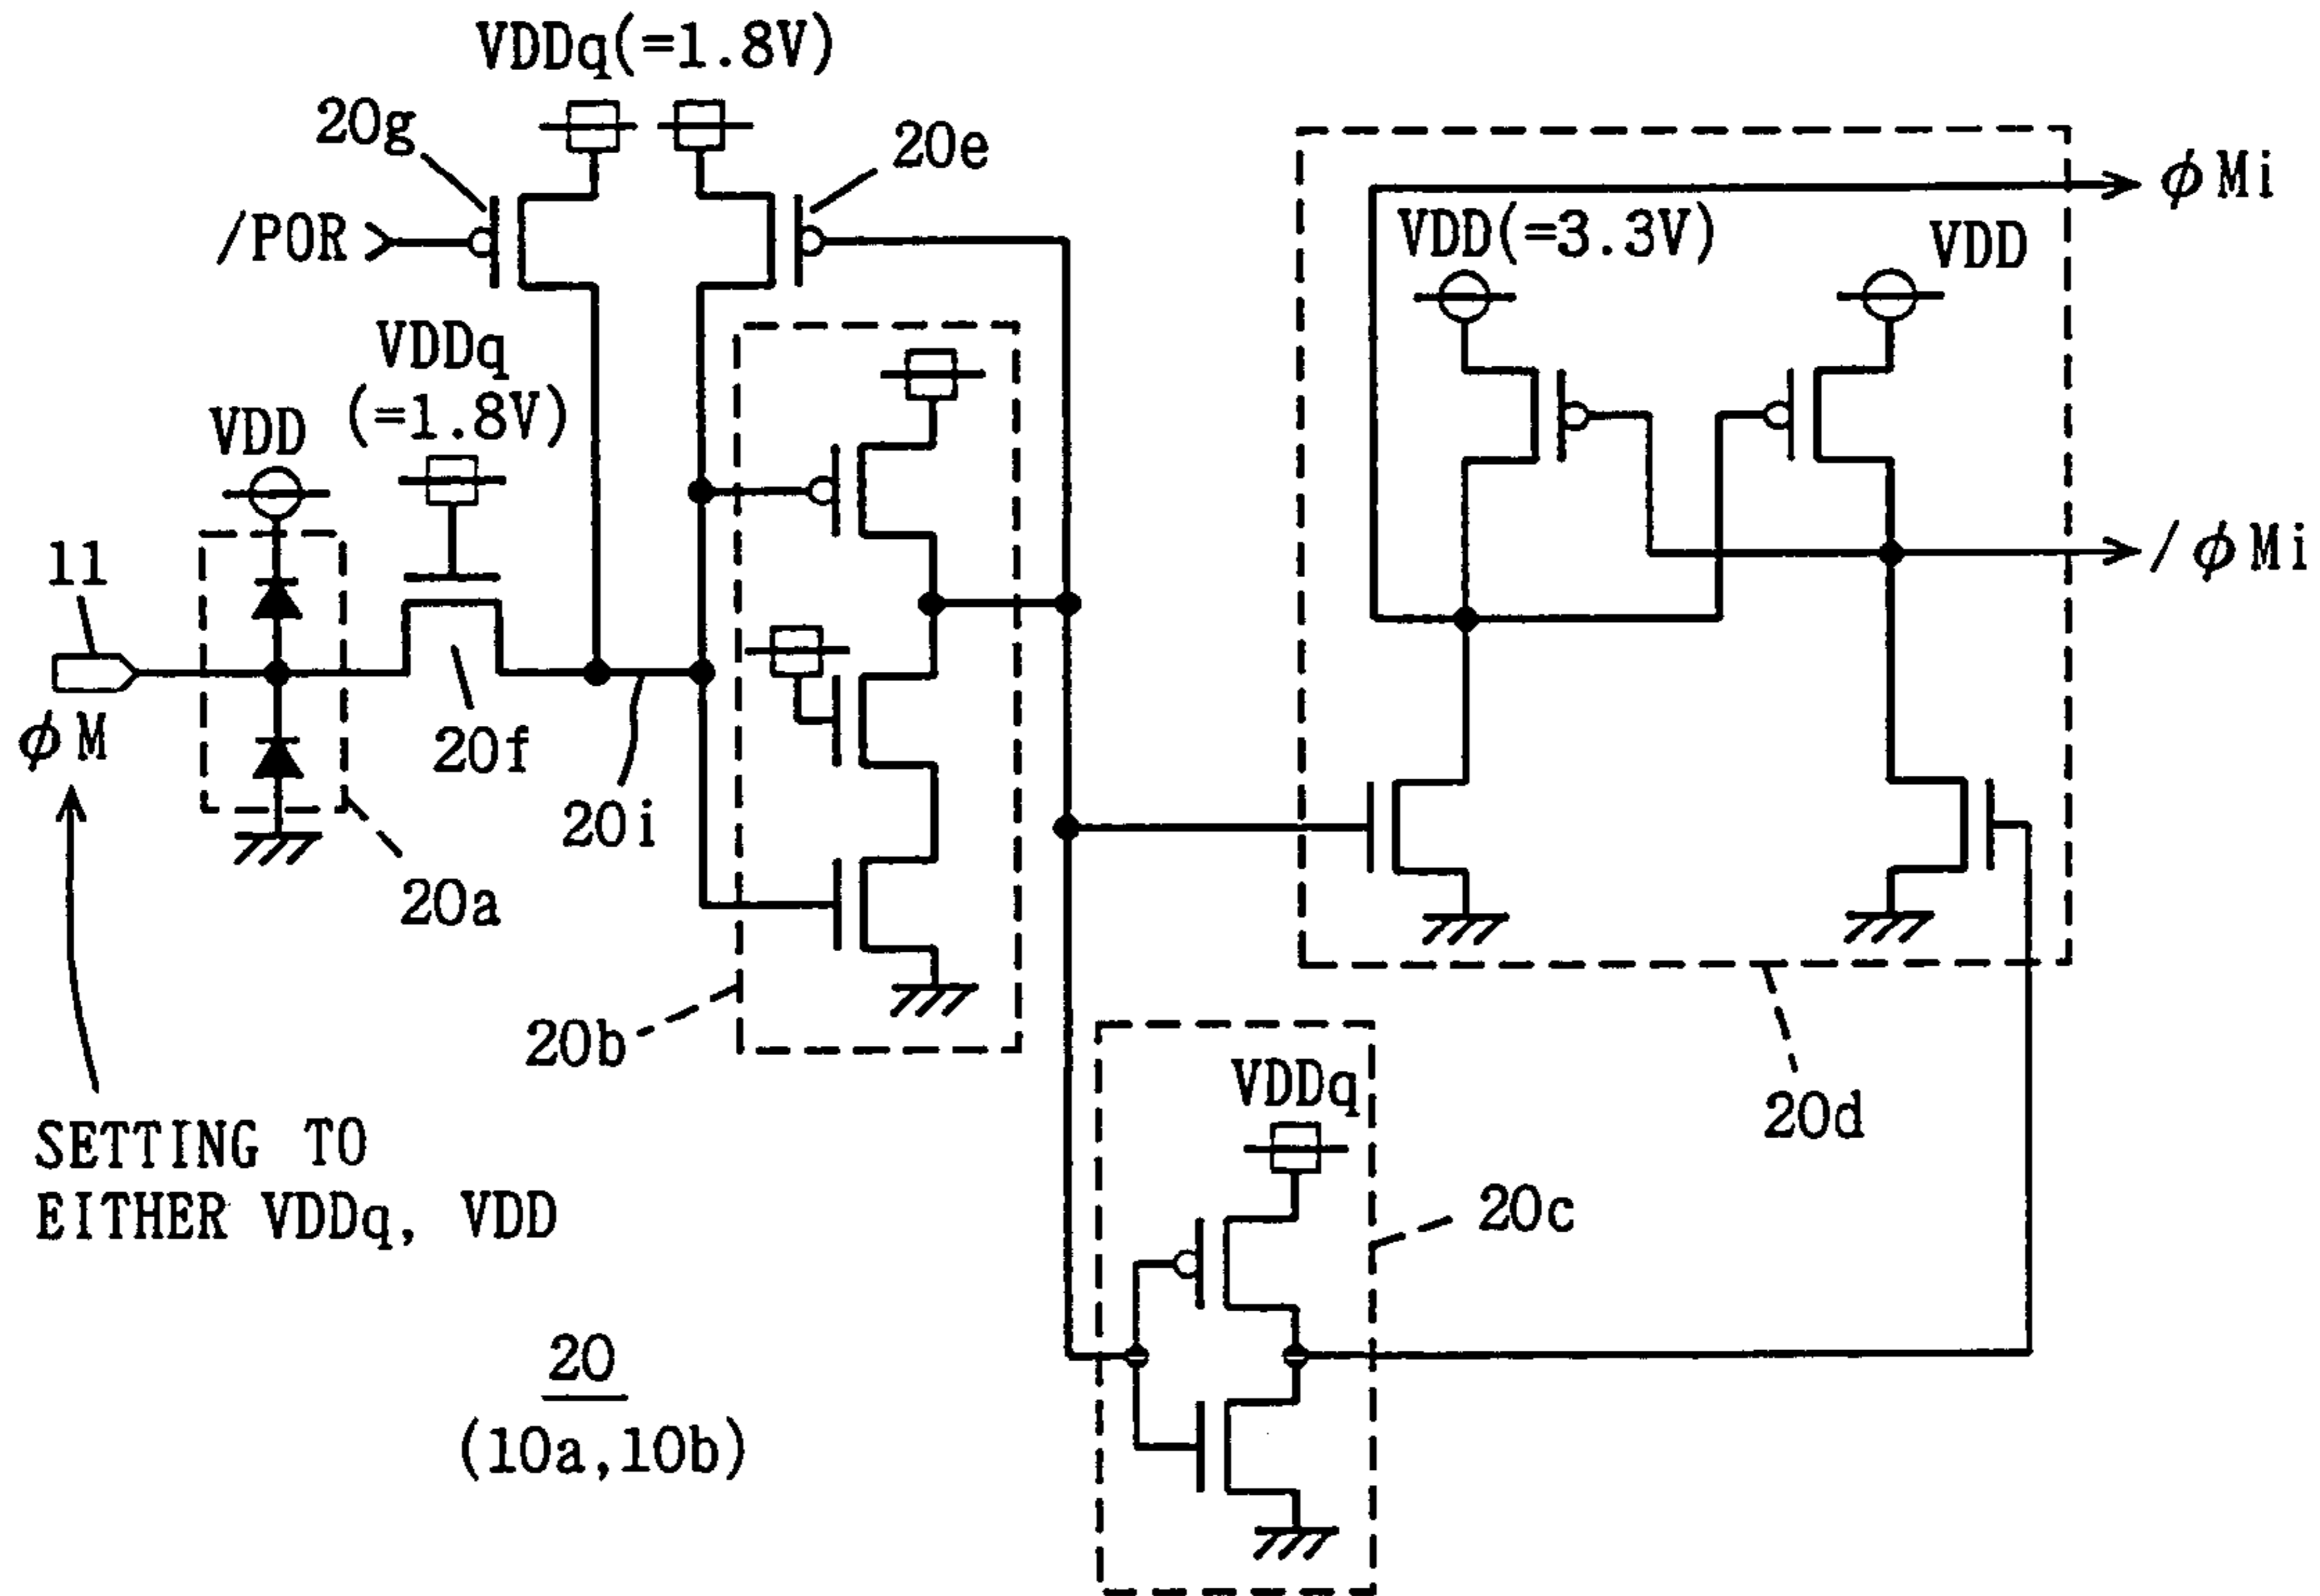 VDDq(=1.8V)
20g
20e
/POR
VDDq
(=1.8V)
VDD
11
ϕM
20f
20i
20a
20b
SETTING TO
EITHER VDDq, VDD
20
(10a,10b)
VDD(=3.3V)
VDD
ϕMi
/ϕMi
20d
VDDq
20c